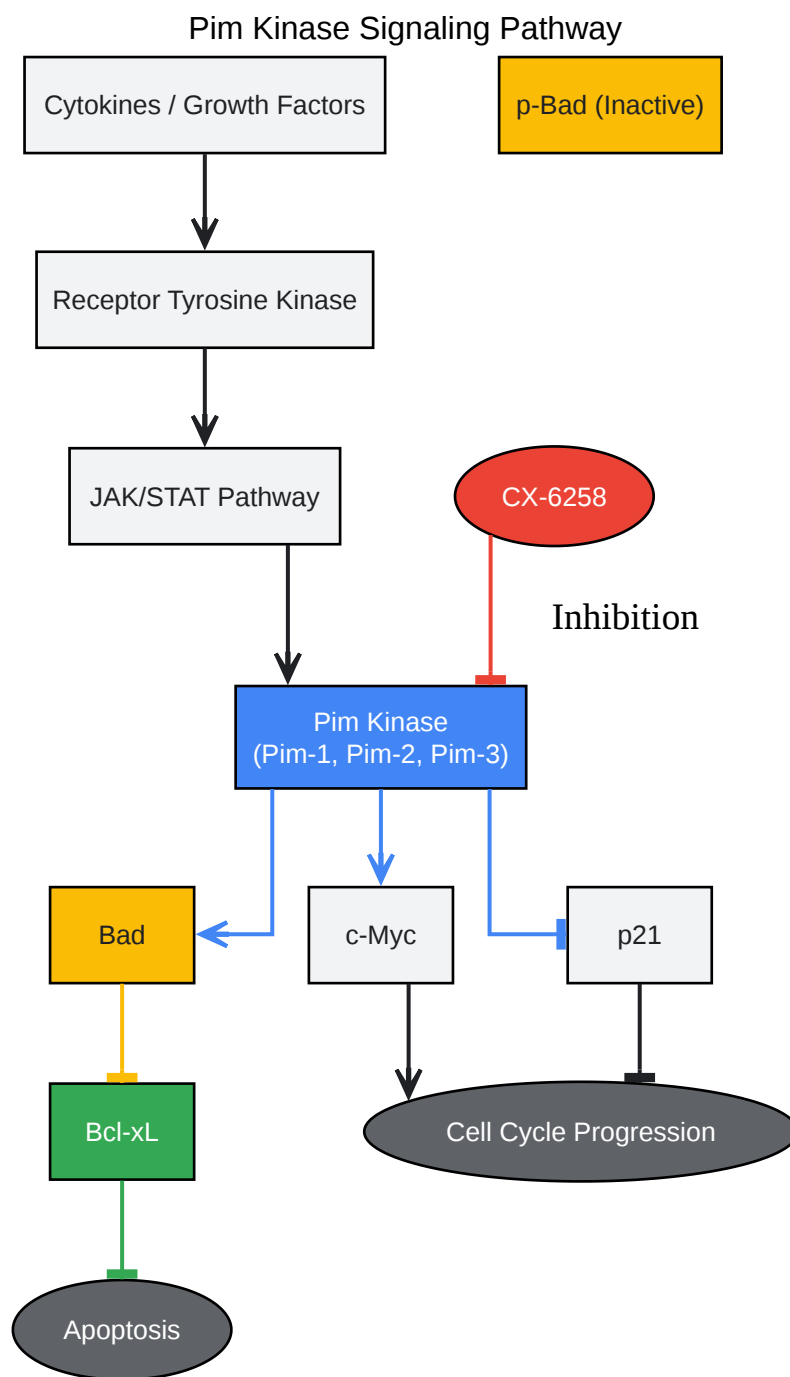 Pim Kinase Signaling Pathway
Cytokines / Growth Factors
p-Bad (Inactive)
Receptor Tyrosine Kinase
JAK/STAT Pathway
CX-6258
Inhibition
Pim Kinase
(Pim-1, Pim-2, Pim-3)
Bad
c-Myc
p21
Bcl-xL
Cell Cycle Progression
Apoptosis